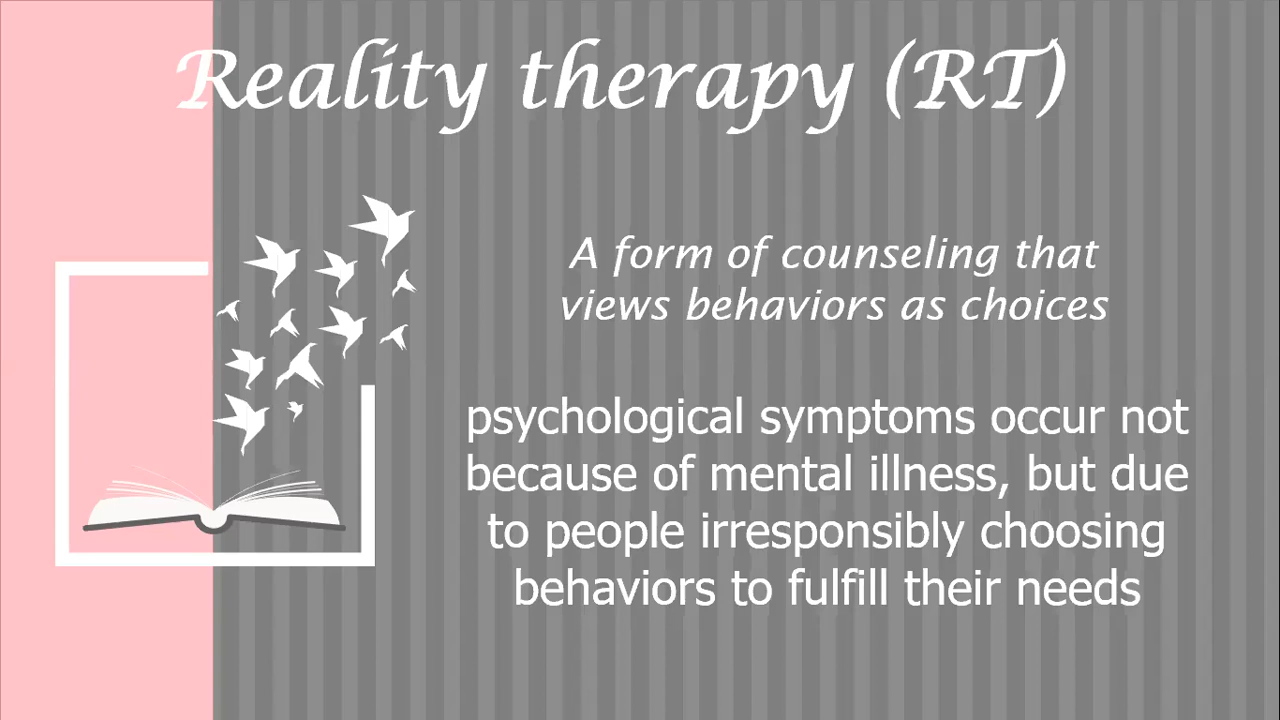 Reality therapy (RT)
A form of counseling that
views behaviors as choices
psychological symptoms occur not
because of mental illness, but due
to people irresponsibly choosing
behaviors to fulfill their needs